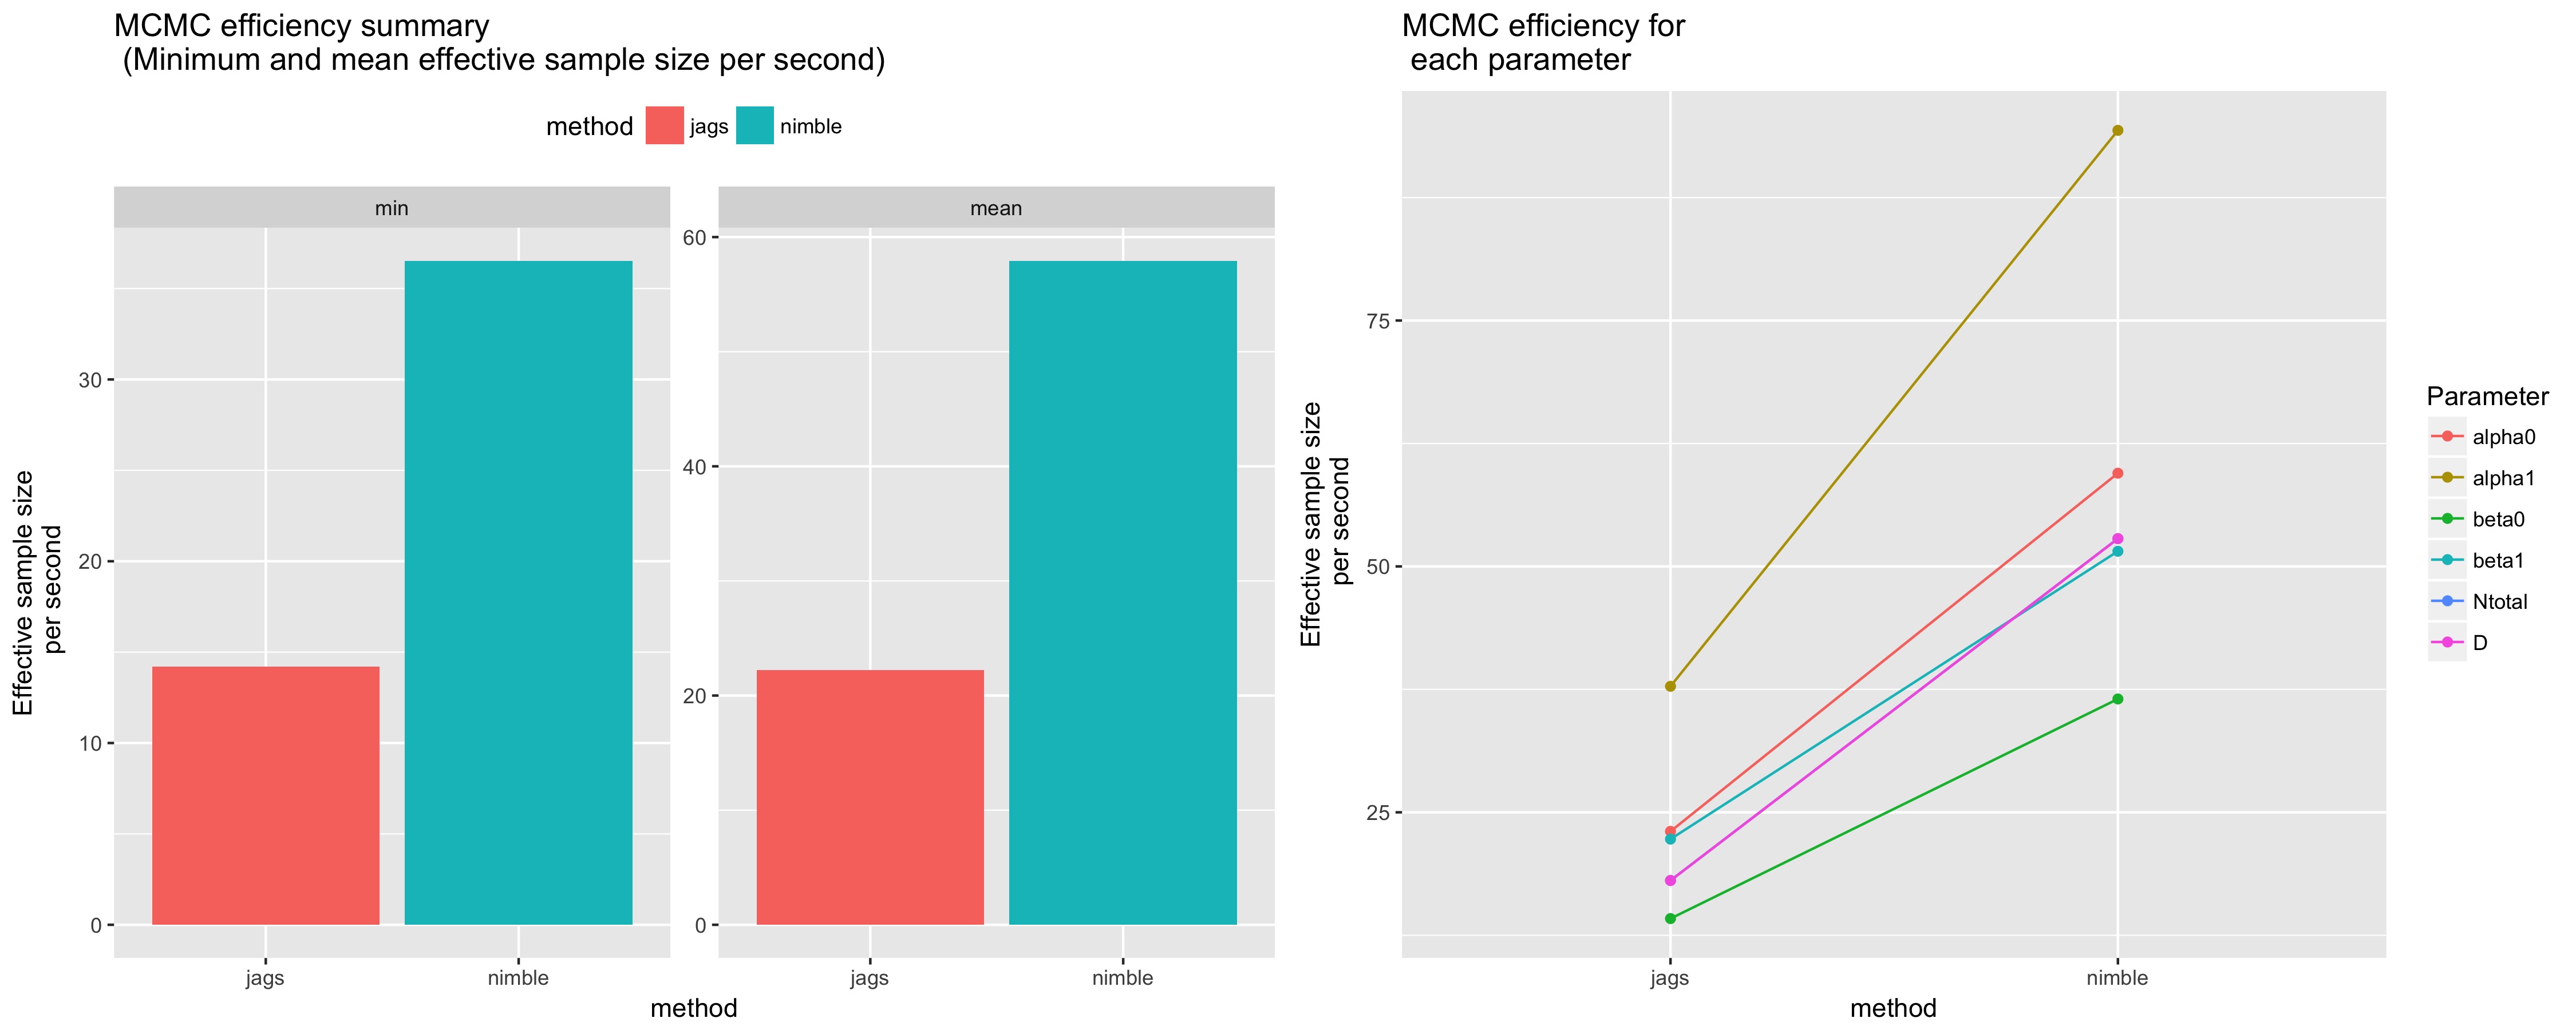 MCMC efficiency summary
(Minimum and mean effective sample size per second)
method jags nimble
min
mean
Effective sample size
per second
30
20
10
0
60
40
20
0
jags
nimble
jags
nimble
method
MCMC efficiency for
each parameter
Effective sample size
per second
75
50
25
jags
nimble
method
Parameter
alpha0
alpha1
beta0
beta1
Ntotal
D